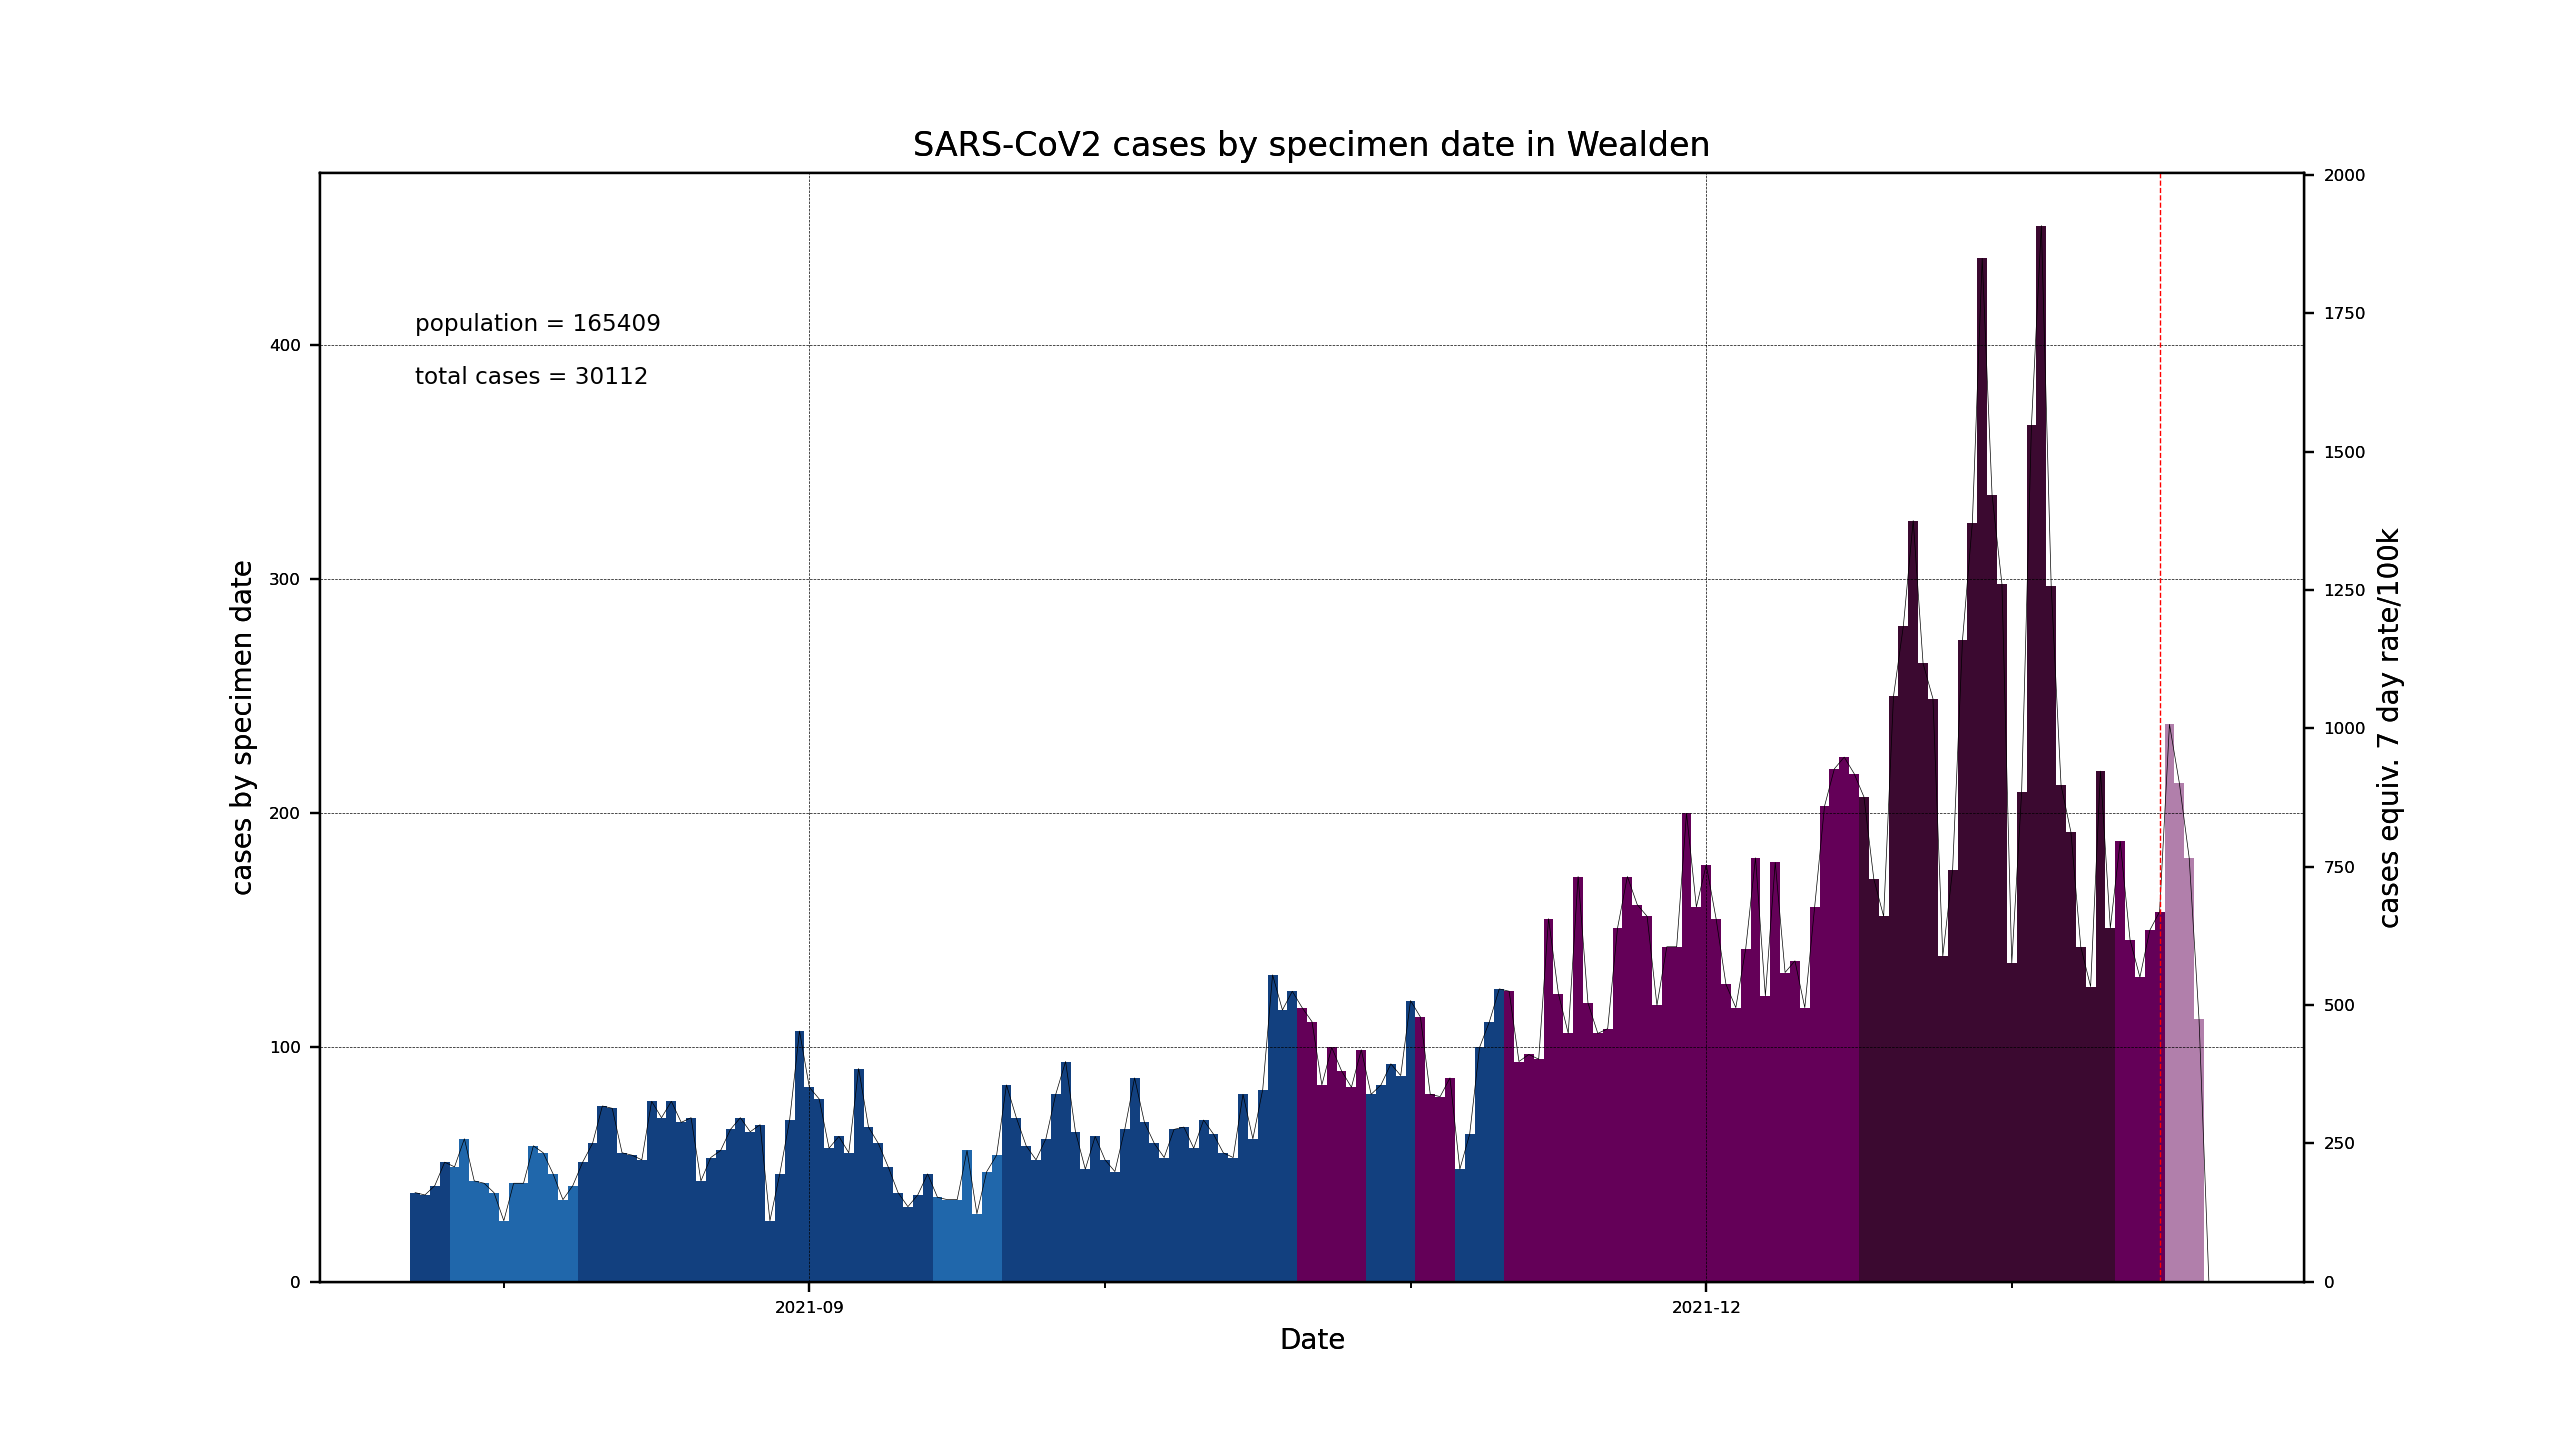 SARS-CoV2 cases by specimen date in Wealden
population = 165409
total cases = 30112
cases by specimen date
400
300
200
100
0
2000
1750
1500
1250
1000
750
500
250
0
cases equiv. 7 day rate/100k
2021-09
2021-12
Date